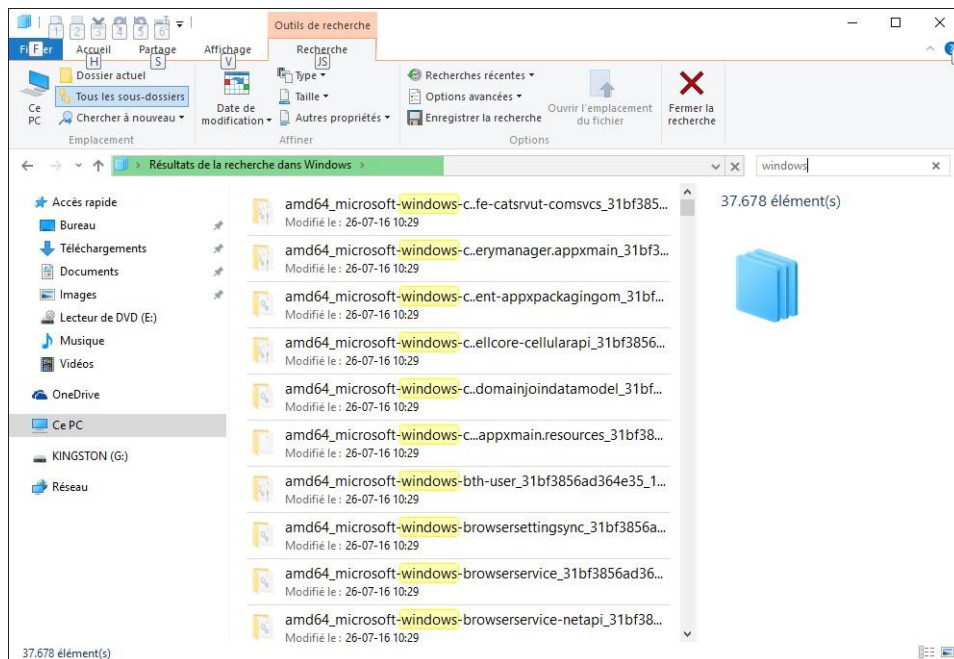 1 2 3 4 5 6
Outils de recherche
Fichier F Accueil Partage Affichage Recherche
H S V JS
Dossier actuel
Tous les sous-dossiers
Chercher à nouveau
Ce PC
Emplacement
Date de modification
Type
Taille
Autres propriétés
Affiner
Recherches récentes
Options avancées
Enregistrer la recherche
Ouvrir l'emplacement du fichier
Options
Fermer la recherche
Résultats de la recherche dans Windows
windows
Accès rapide
Bureau
Téléchargements
Documents
Images
Lecteur de DVD (E:)
Musique
Vidéos
OneDrive
Ce PC
KINGSTON (G:)
Réseau
amd64_microsoft-windows-c..fe-catsrvut-comsvcs_31bf385...
Modifié le : 26-07-16 10:29
amd64_microsoft-windows-c..erymanager.appxmain_31bf3...
Modifié le : 26-07-16 10:29
amd64_microsoft-windows-c..ent-appxpackagingom_31bf...
Modifié le : 26-07-16 10:29
amd64_microsoft-windows-c..ellcore-cellularapi_31bf3856...
Modifié le : 26-07-16 10:29
amd64_microsoft-windows-c..domainjoindatamodel_31bf...
Modifié le : 26-07-16 10:29
amd64_microsoft-windows-c...appxmain.resources_31bf38...
Modifié le : 26-07-16 10:29
amd64_microsoft-windows-bth-user_31bf3856ad364e35_1...
Modifié le : 26-07-16 10:29
amd64_microsoft-windows-browsersettingsync_31bf3856a...
Modifié le : 26-07-16 10:29
amd64_microsoft-windows-browserservice_31bf3856ad36...
Modifié le : 26-07-16 10:29
amd64_microsoft-windows-browserservice-netapi_31bf38...
Modifié le : 26-07-16 10:29
37.678 élément(s)
37.678 élément(s)